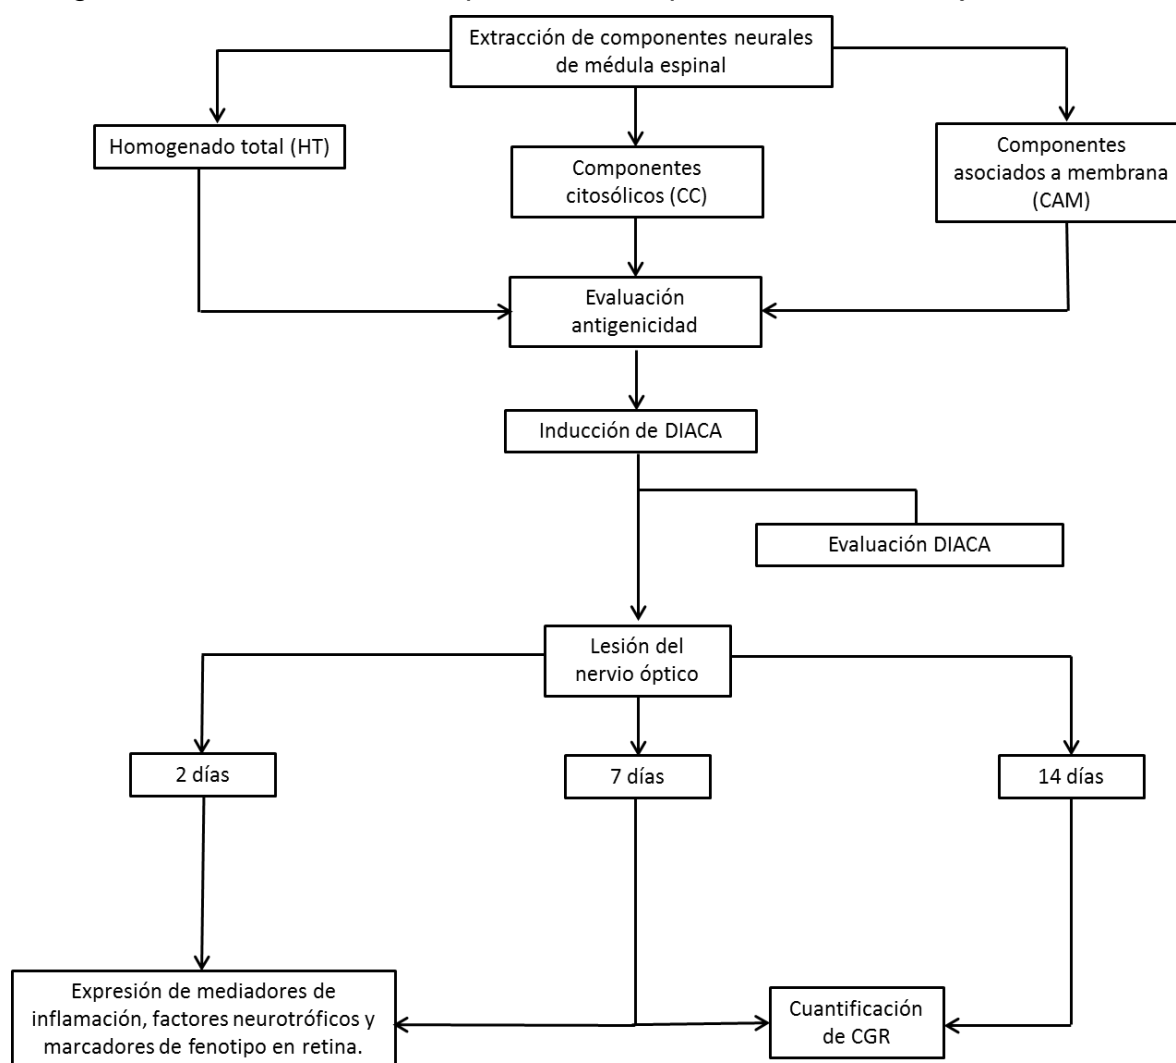 Extracción de componentes neurales
de médula espinal
Homogenado total (HT)
Componentes
citosólicos (CC)
Componentes
asociados a membrana
(CAM)
Evaluación
antigenicidad
Inducción de DIACA
Evaluación DIACA
Lesión del
nervio óptico
2 días
7 días
14 días
Expresión de mediadores de
inflamación, factores neurotróficos y
marcadores de fenotipo en retina.
Cuantificación
de CGR